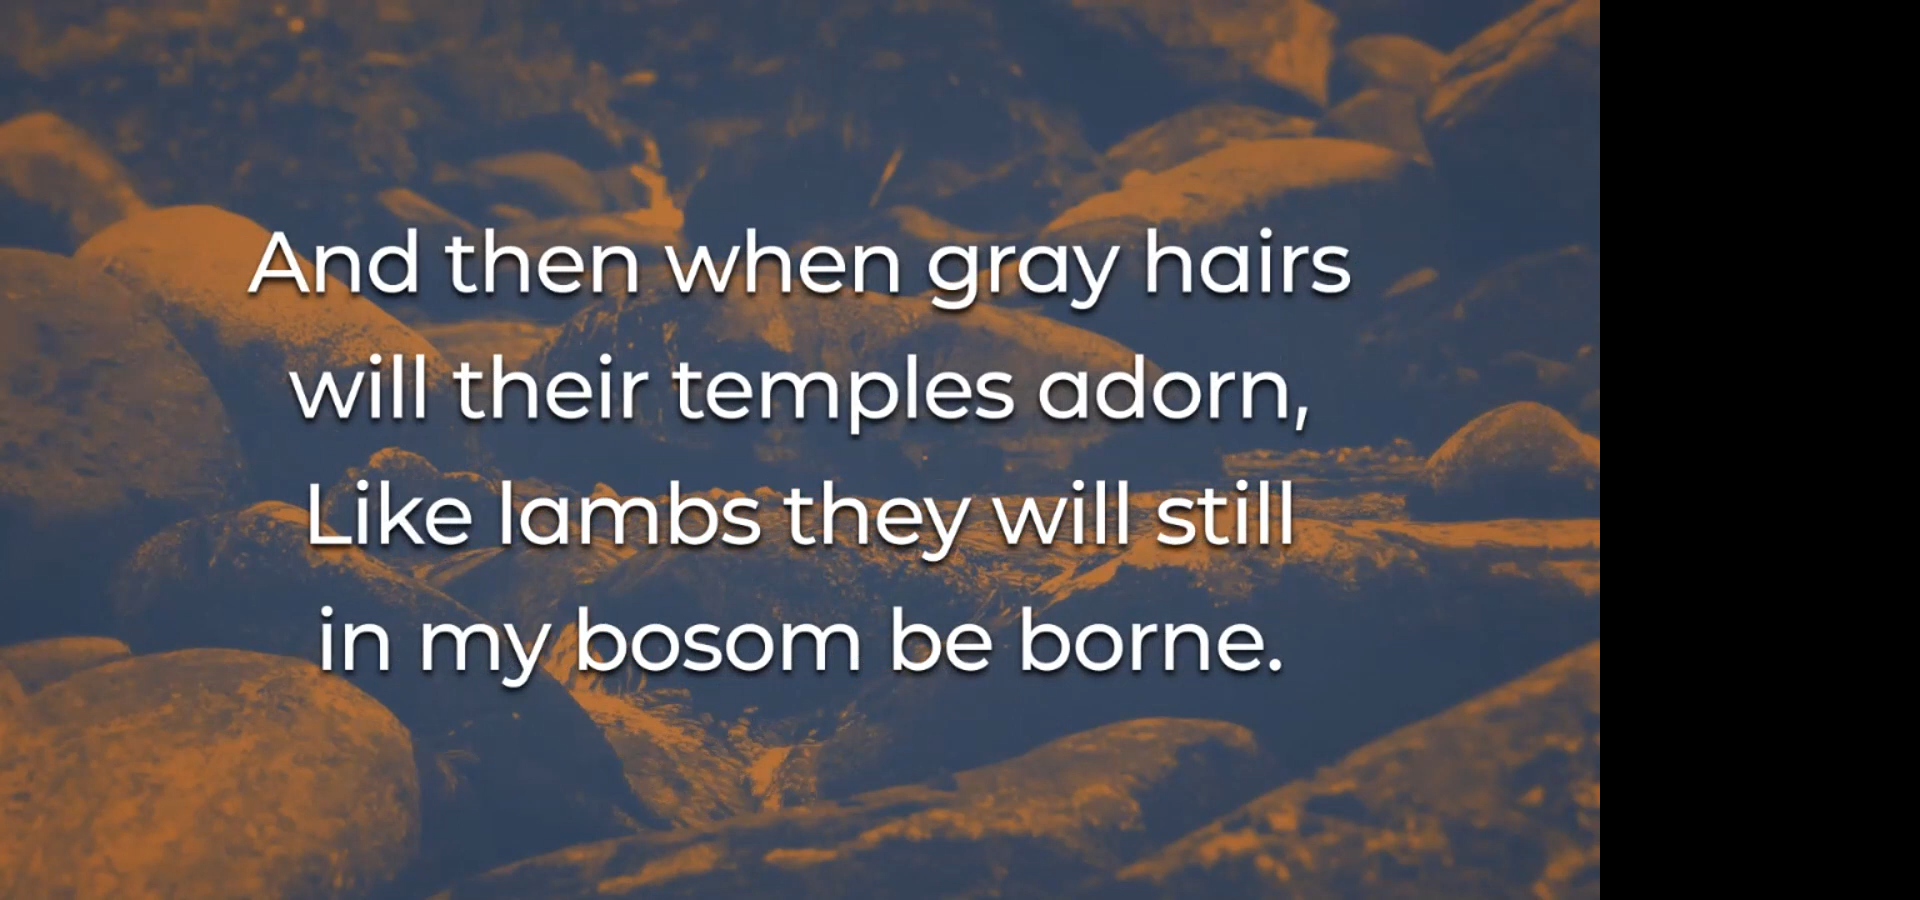 And then when gray hairs
will their temples adorn,
Like lambs they will still
in my bosom be borne.